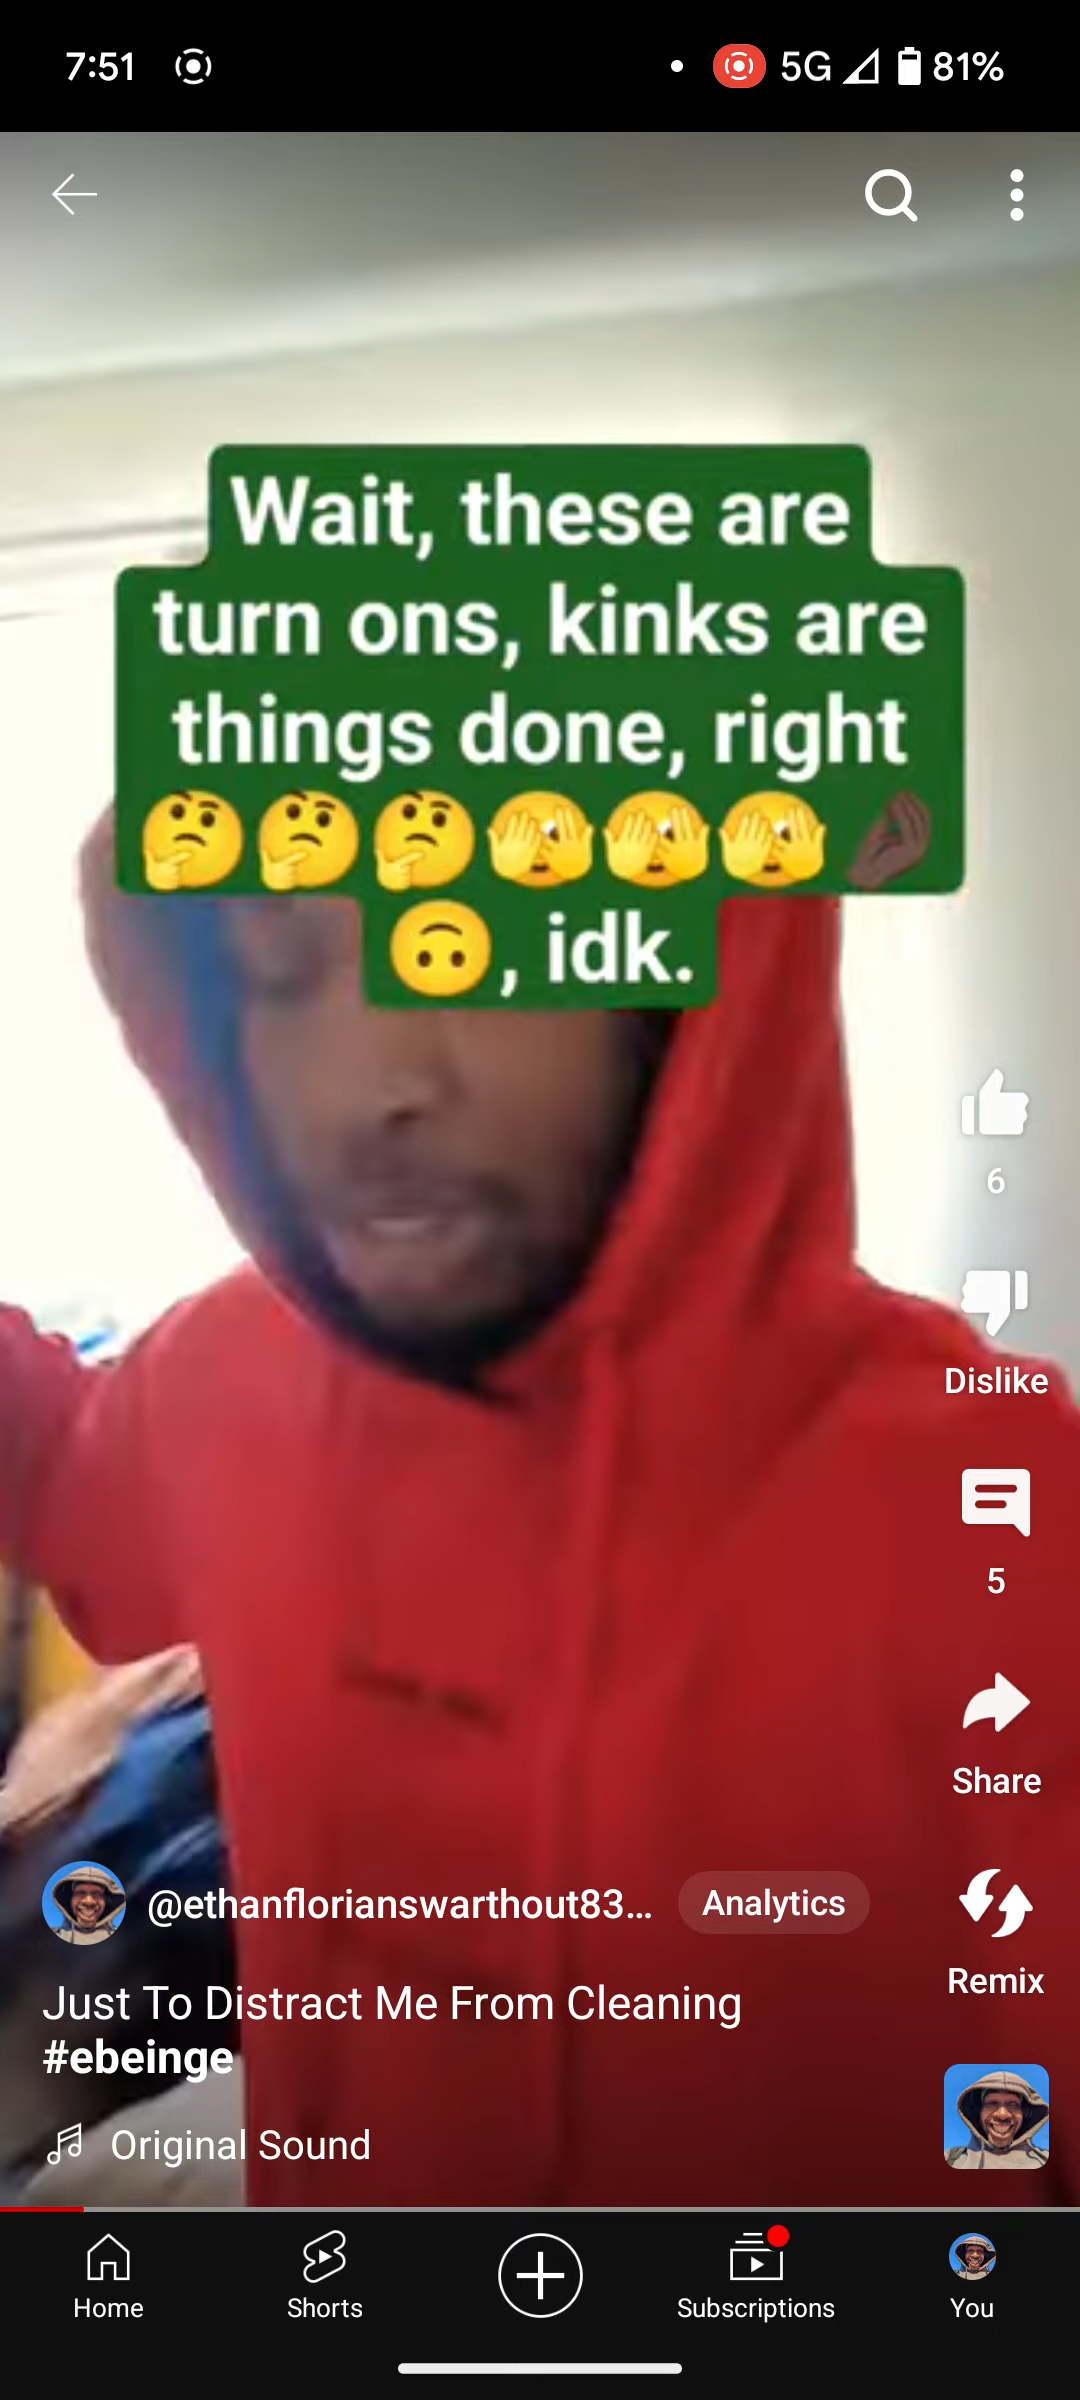 7:51 5G 81%
Wait, these are
turn ons, kinks are
things done, right
🤔🤔🤔🫣🫣🫣🤌🏿
🙃, idk.
6
Dislike
5
Share
@ethanflorianswarthout83... Analytics
Remix
Just To Distract Me From Cleaning
#ebeinge
Original Sound
Home Shorts Subscriptions You